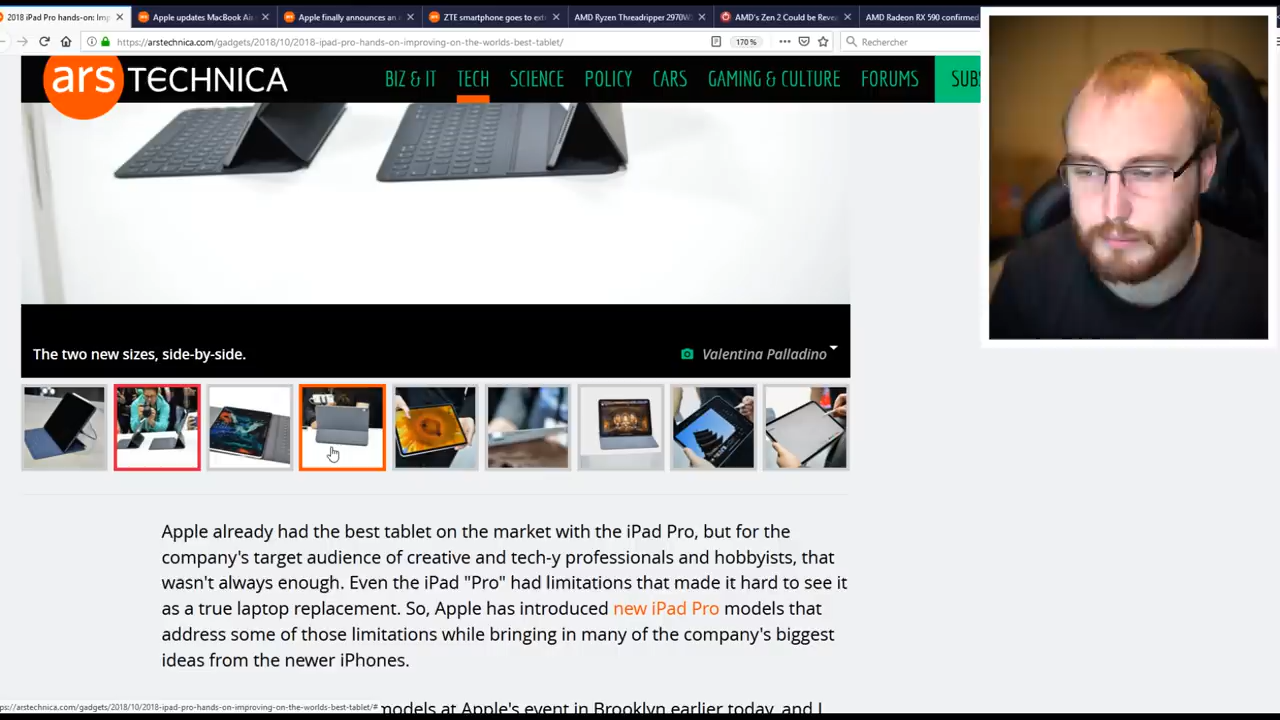 2018 iPad Pro hands-on: Imp
Apple updates MacBook Air
Apple finally announces an
ZTE smartphone goes to ext
AMD Ryzen Threadripper 2970W
AMD's Zen 2 Could be Reve
AMD Radeon RX 590 confirmed
https://arstechnica.com/gadgets/2018/10/2018-ipad-pro-hands-on-improving-on-the-worlds-best-tablet/
170 %
Rechercher
ars TECHNICA
BIZ & IT TECH SCIENCE POLICY CARS GAMING & CULTURE FORUMS SUBS
The two new sizes, side-by-side.
Valentina Palladino
Apple already had the best tablet on the market with the iPad Pro, but for the
company's target audience of creative and tech-y professionals and hobbyists, that
wasn't always enough. Even the iPad "Pro" had limitations that made it hard to see it
as a true laptop replacement. So, Apple has introduced new iPad Pro models that
address some of those limitations while bringing in many of the company's biggest
ideas from the newer iPhones.
ps://arstechnica.com/gadgets/2018/10/2018-ipad-pro-hands-on-improving-on-the-worlds-best-tablet/#
models at Apple's event in Brooklyn earlier today, and I